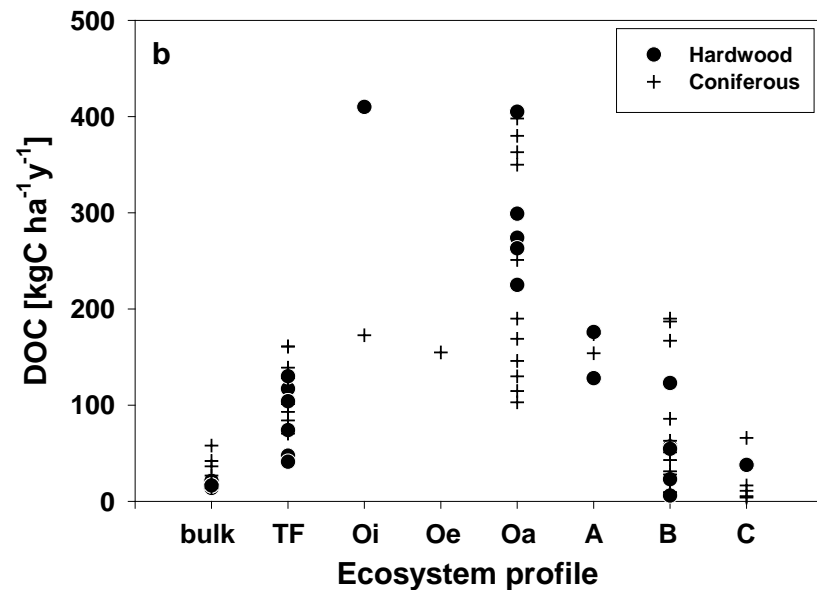 b
Hardwood
Coniferous
500
400
300
200
100
0
DOC [kgC ha⁻¹y⁻¹]
bulk TF Oi Oe Oa A B C
Ecosystem profile